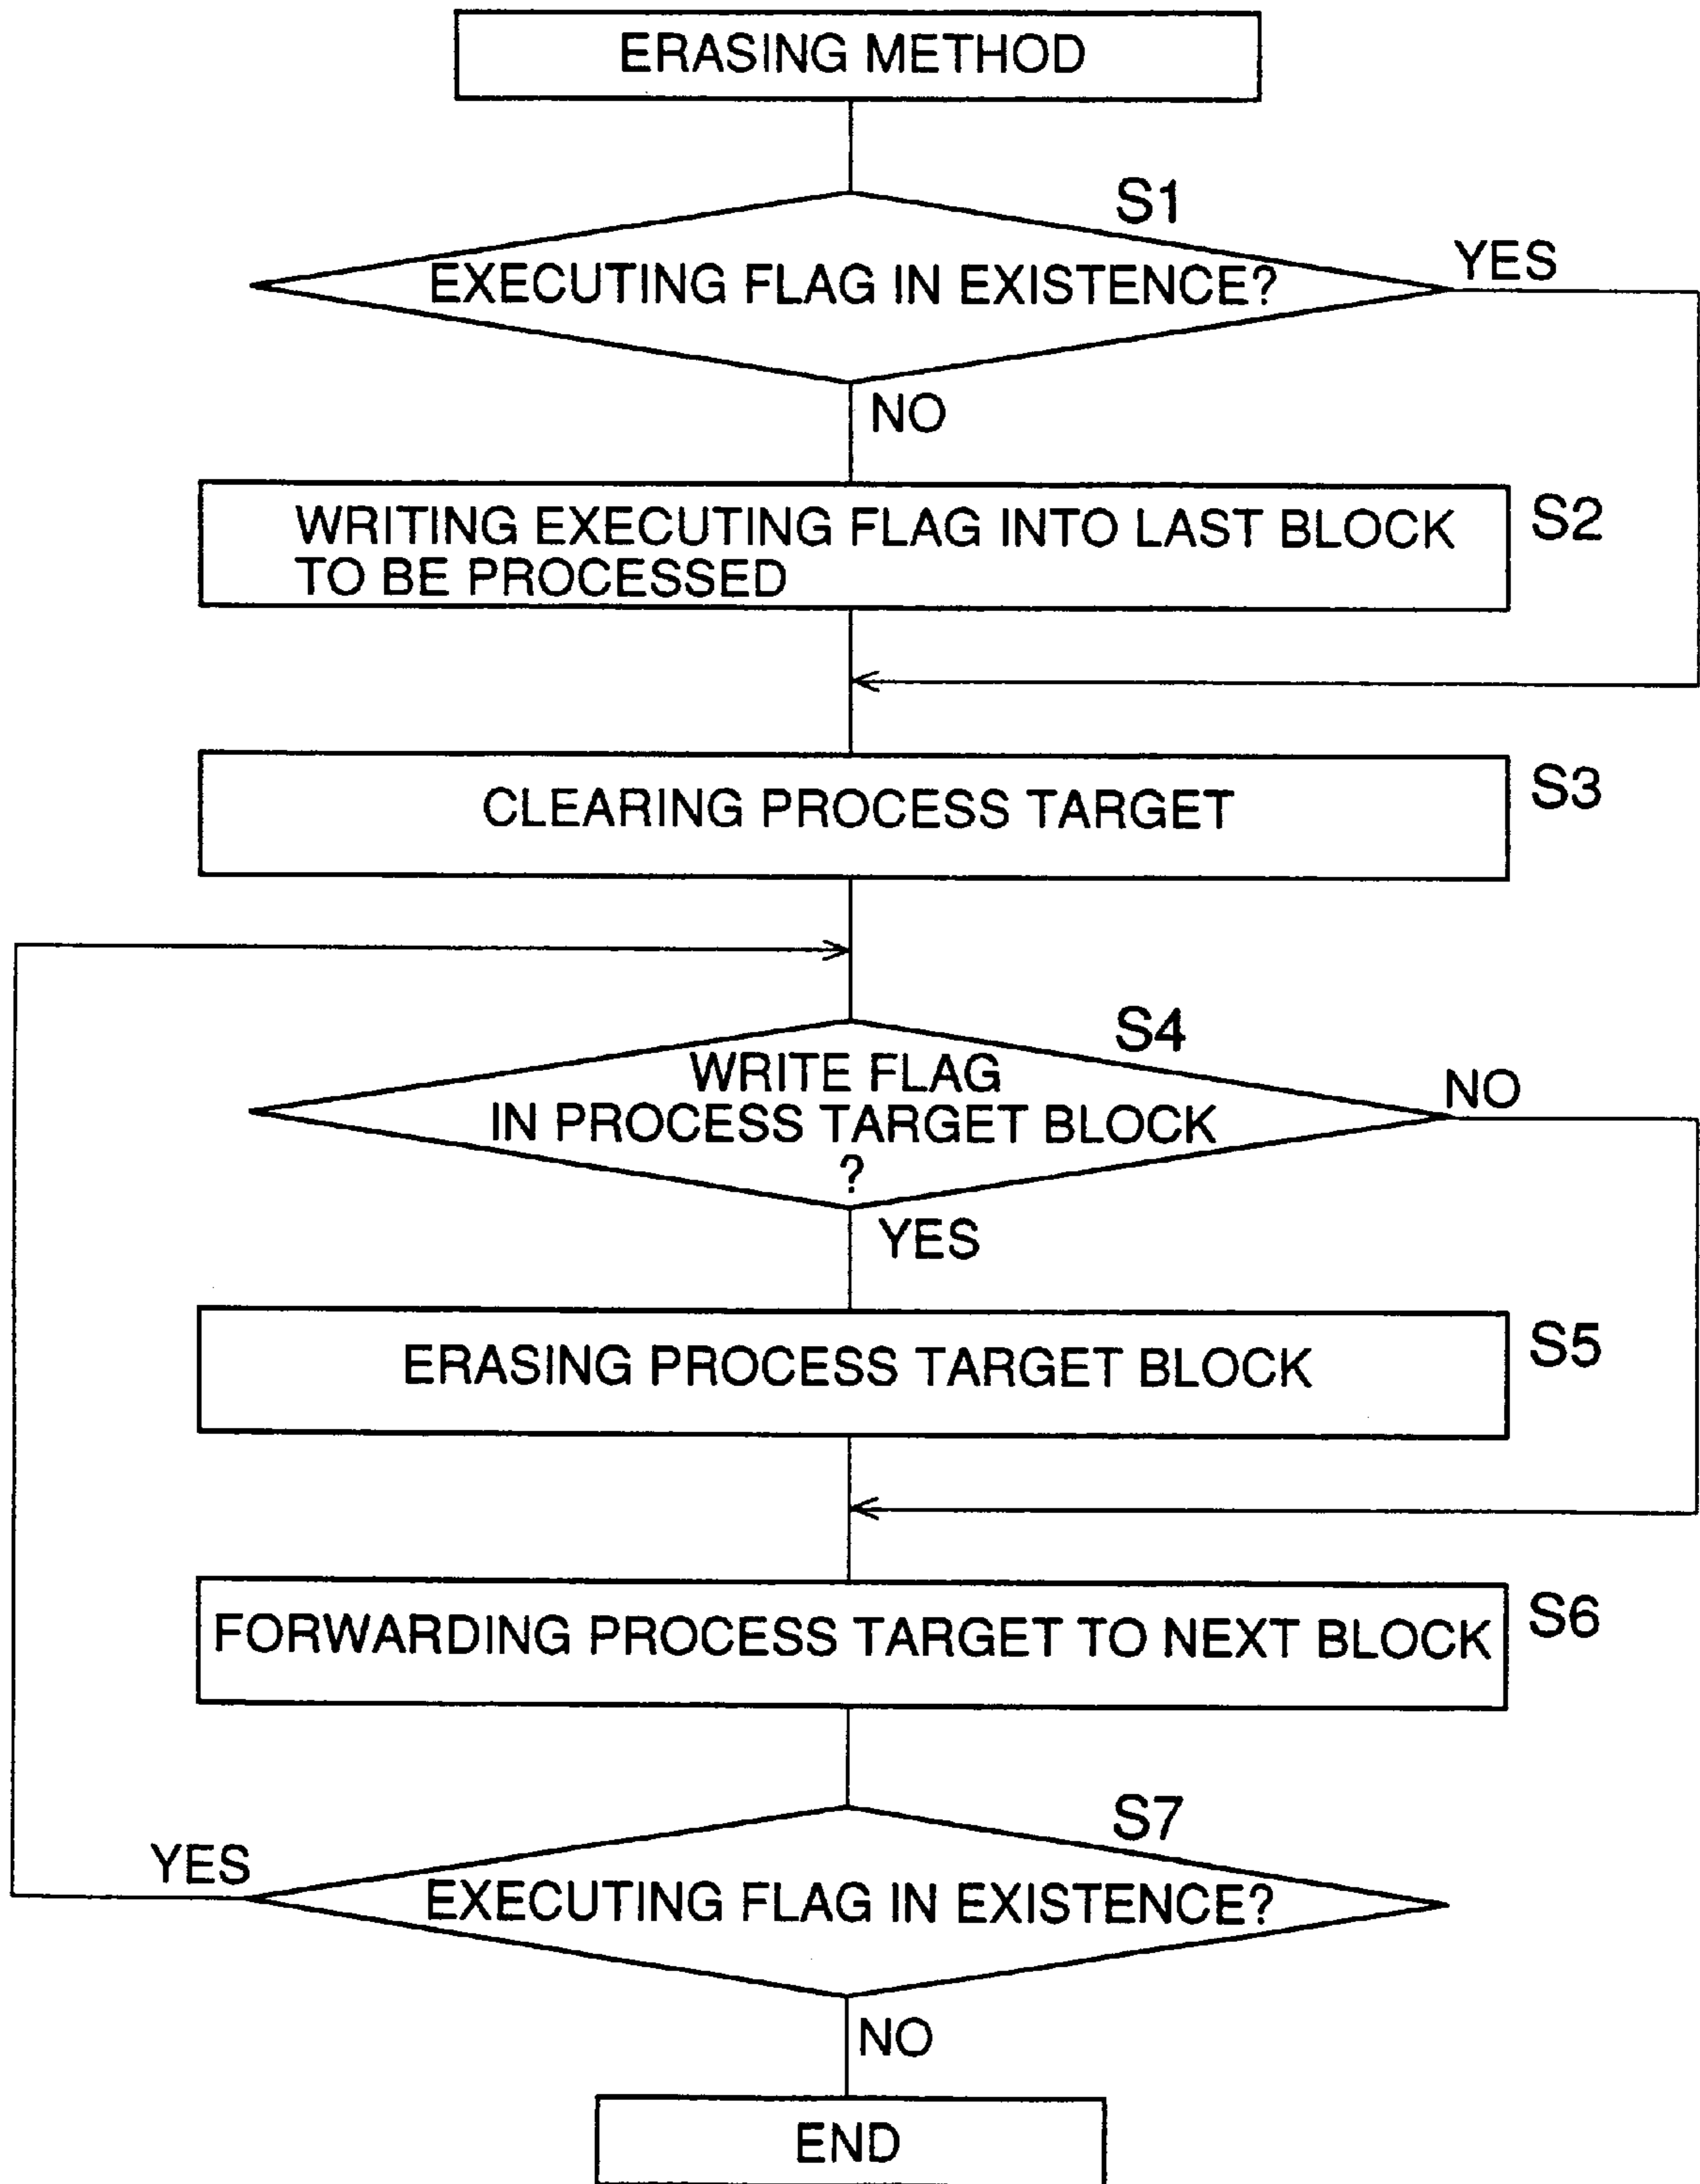 ERASING METHOD
S1
EXECUTING FLAG IN EXISTENCE?
YES
NO
WRITING EXECUTING FLAG INTO LAST BLOCK
TO BE PROCESSED
S2
CLEARING PROCESS TARGET
S3
S4
WRITE FLAG
IN PROCESS TARGET BLOCK
?
NO
YES
ERASING PROCESS TARGET BLOCK
S5
FORWARDING PROCESS TARGET TO NEXT BLOCK
S6
S7
YES
EXECUTING FLAG IN EXISTENCE?
NO
END